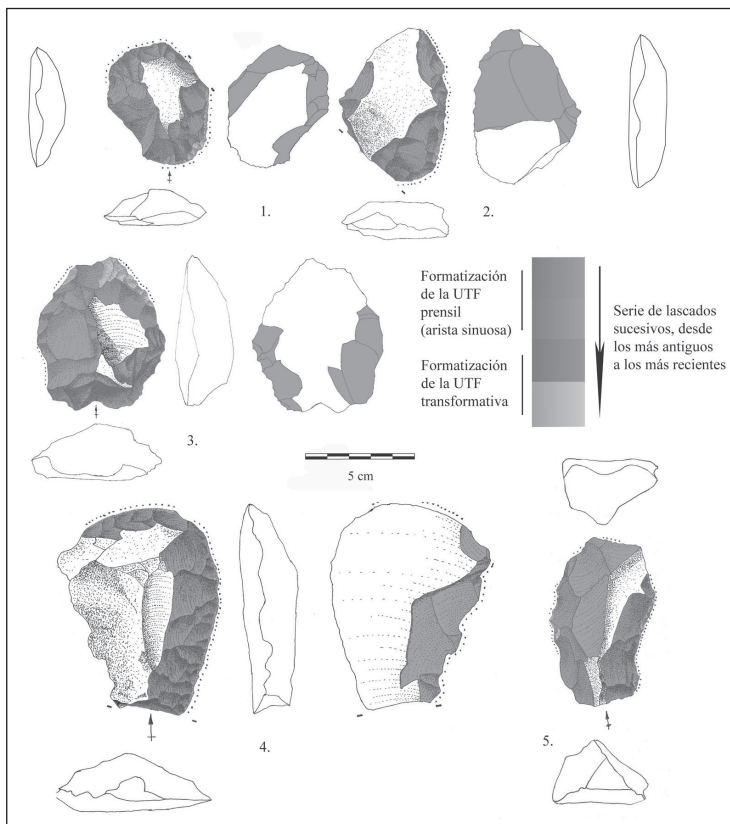 1.
2.
Formatización
de la UTF
prensil
(arista sinuosa)
Formatización
de la UTF
transformativa
Serie de lascados
sucesivos, desde
los más antiguos
a los más recientes
3.
5 cm
4.
5.